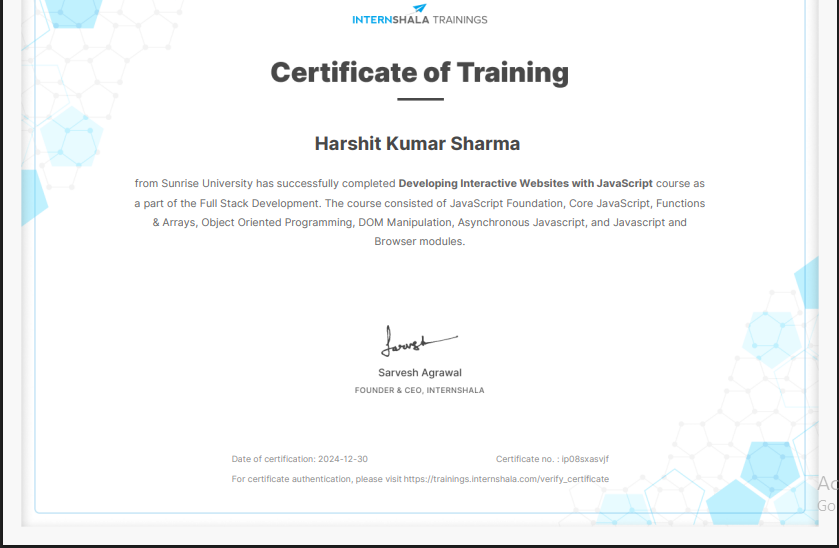 INTERNSHALA TRAININGS
Certificate of Training
Harshit Kumar Sharma
from Sunrise University has successfully completed Developing Interactive Websites with JavaScript course as
a part of the Full Stack Development. The course consisted of JavaScript Foundation, Core JavaScript, Functions
& Arrays, Object Oriented Programming, DOM Manipulation, Asynchronous Javascript, and Javascript and
Browser modules.
Sarvesh
Sarvesh Agrawal
FOUNDER & CEO, INTERNSHALA
Date of certification: 2024-12-30 Certificate no. : ip08sxasvjf
For certificate authentication, please visit https://trainings.internshala.com/verify_certificate
Ac
Go